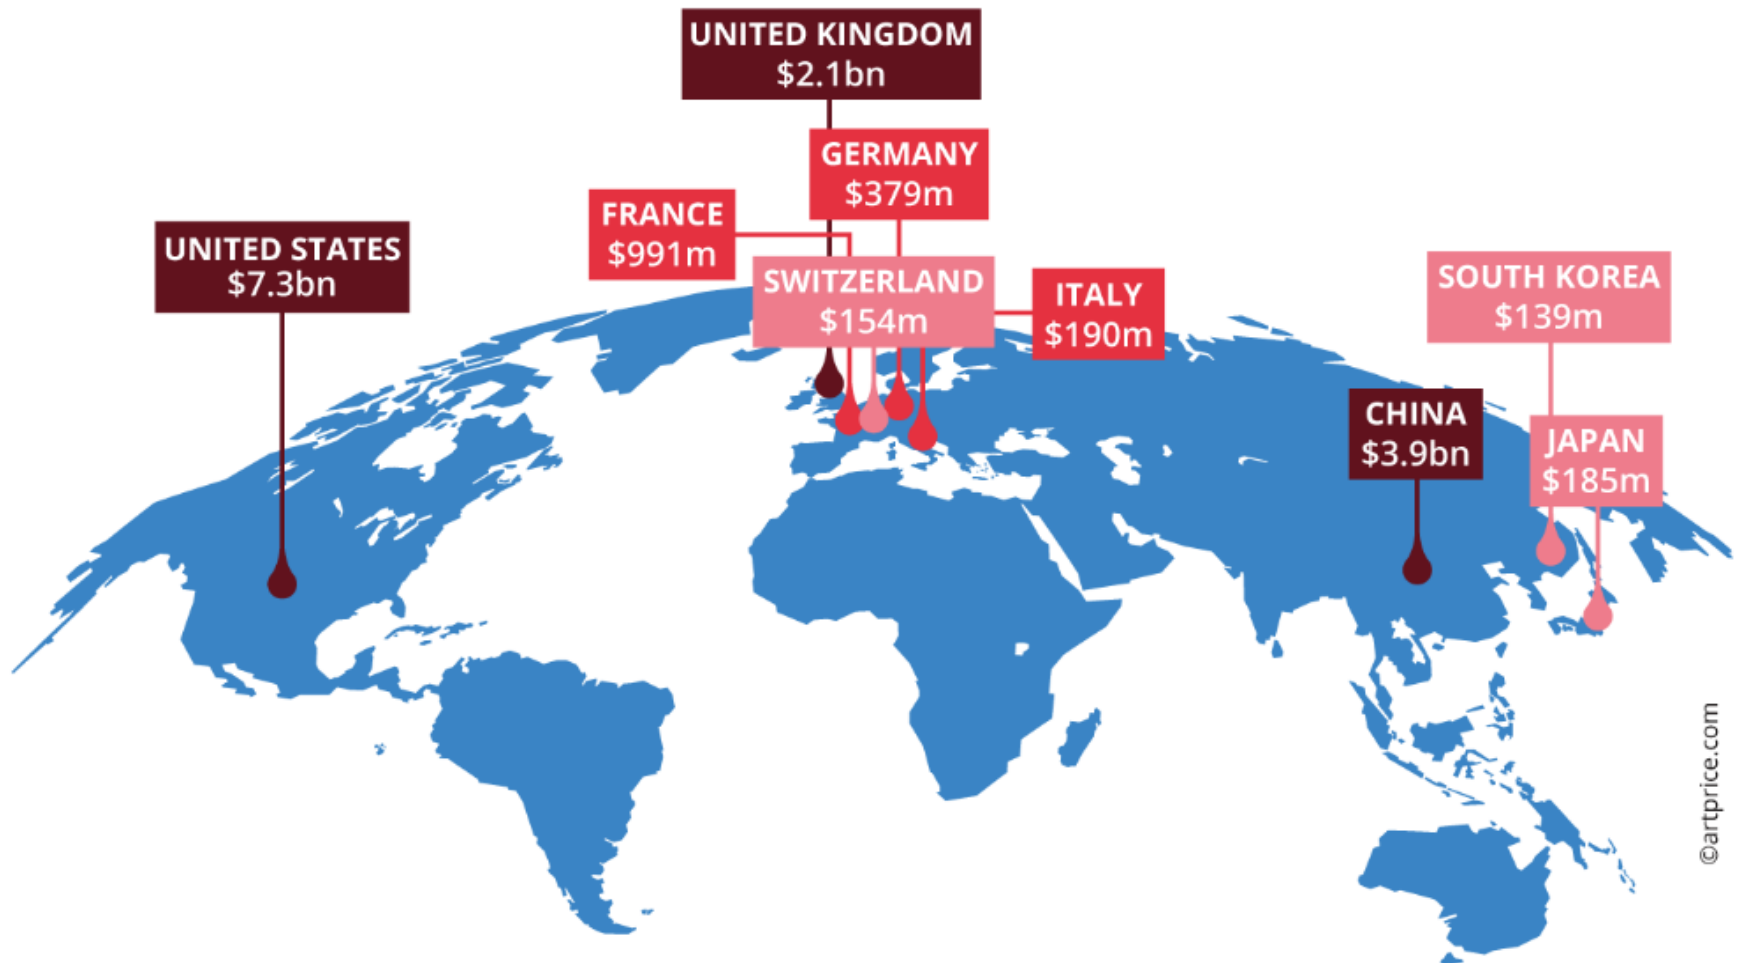 UNITED KINGDOM
$2.1bn
GERMANY
$379m
FRANCE
$991m
UNITED STATES
$7.3bn
SWITZERLAND
$154m
ITALY
$190m
SOUTH KOREA
$139m
CHINA
$3.9bn
JAPAN
$185m
©artprice.com